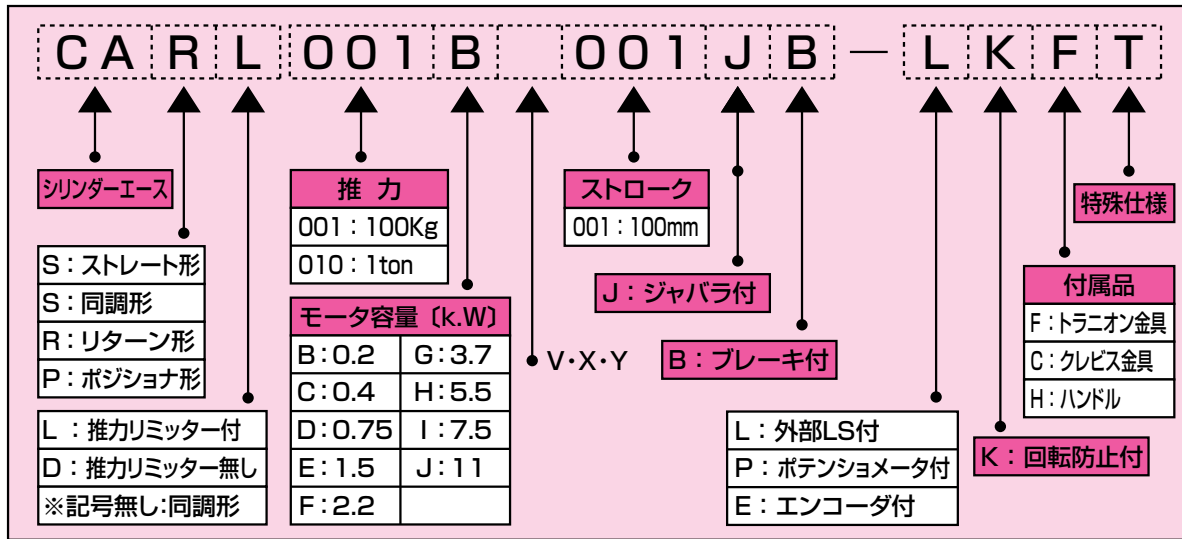 CARL001B 001JB－LKFT
シリンダーエース
S：ストレート形
S：同調形
R：リターン形
P：ポジショナ形
L：推力リミッター付
D：推力リミッター無し
※記号無し：同調形
推 力
001：100Kg
010：1ton
モータ容量〔k.W〕
B：0.2 G：3.7
C：0.4 H：5.5
D：0.75 I：7.5
E：1.5 J：11
F：2.2
V・X・Y
ストローク
001：100mm
J：ジャバラ付
B：ブレーキ付
L：外部LS付
P：ポテンショメータ付
E：エンコーダ付
K：回転防止付
付属品
F：トラニオン金具
C：クレビス金具
H：ハンドル
特殊仕様